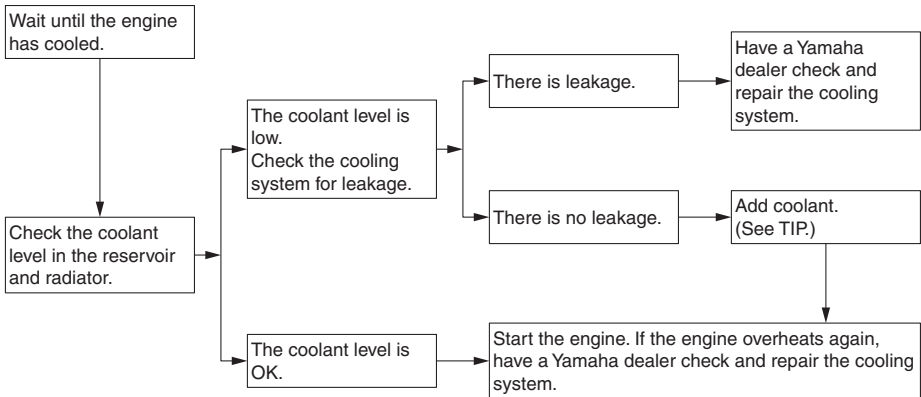 Wait until the engine
has cooled.
Check the coolant
level in the reservoir
and radiator.
The coolant level is
low.
Check the cooling
system for leakage.
The coolant level is
OK.
There is leakage.
There is no leakage.
Have a Yamaha
dealer check and
repair the cooling
system.
Add coolant.
(See TIP.)
Start the engine. If the engine overheats again,
have a Yamaha dealer check and repair the cooling
system.